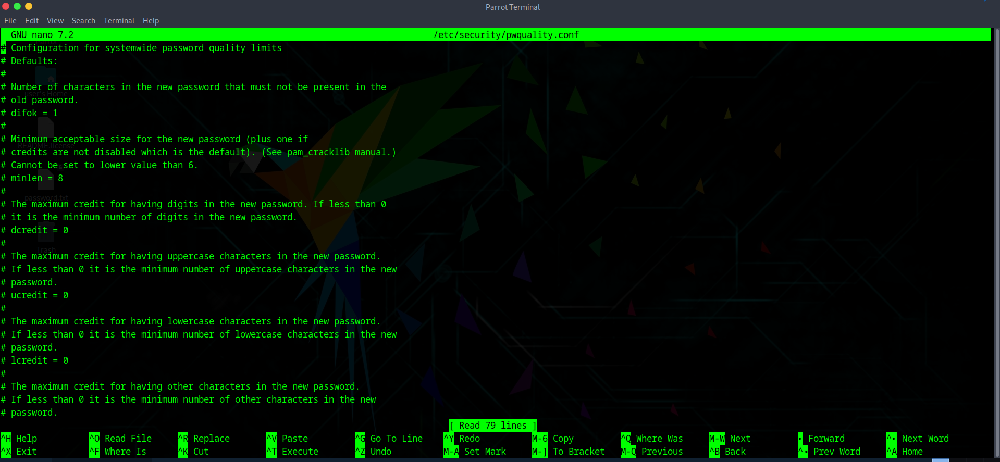 Parrot Terminal
File Edit View Search Terminal Help
GNU nano 7.2 /etc/security/pwquality.conf
# Configuration for systemwide password quality limits
# Defaults:
#
# Number of characters in the new password that must not be present in the
# old password.
# difok = 1
#
# Minimum acceptable size for the new password (plus one if
# credits are not disabled which is the default). (See pam_cracklib manual.)
# Cannot be set to lower value than 6.
# minlen = 8
#
# The maximum credit for having digits in the new password. If less than 0
# it is the minimum number of digits in the new password.
# dcredit = 0
#
# The maximum credit for having uppercase characters in the new password.
# If less than 0 it is the minimum number of uppercase characters in the new
# password.
# ucredit = 0
#
# The maximum credit for having lowercase characters in the new password.
# If less than 0 it is the minimum number of lowercase characters in the new
# password.
# lcredit = 0
#
# The maximum credit for having other characters in the new password.
# If less than 0 it is the minimum number of other characters in the new
# password.
[ Read 79 lines ]
^H Help ^O Read File ^R Replace ^V Paste ^G Go To Line ^Y Redo M-6 Copy ^Q Where Was M-W Next ▸ Forward ^▸ Next Word
^X Exit ^F Where Is ^K Cut ^T Execute ^Z Undo M-A Set Mark M-] To Bracket M-Q Previous ^B Back ^◂ Prev Word ^A Home
user's Home
README.license
password.txt
Trash